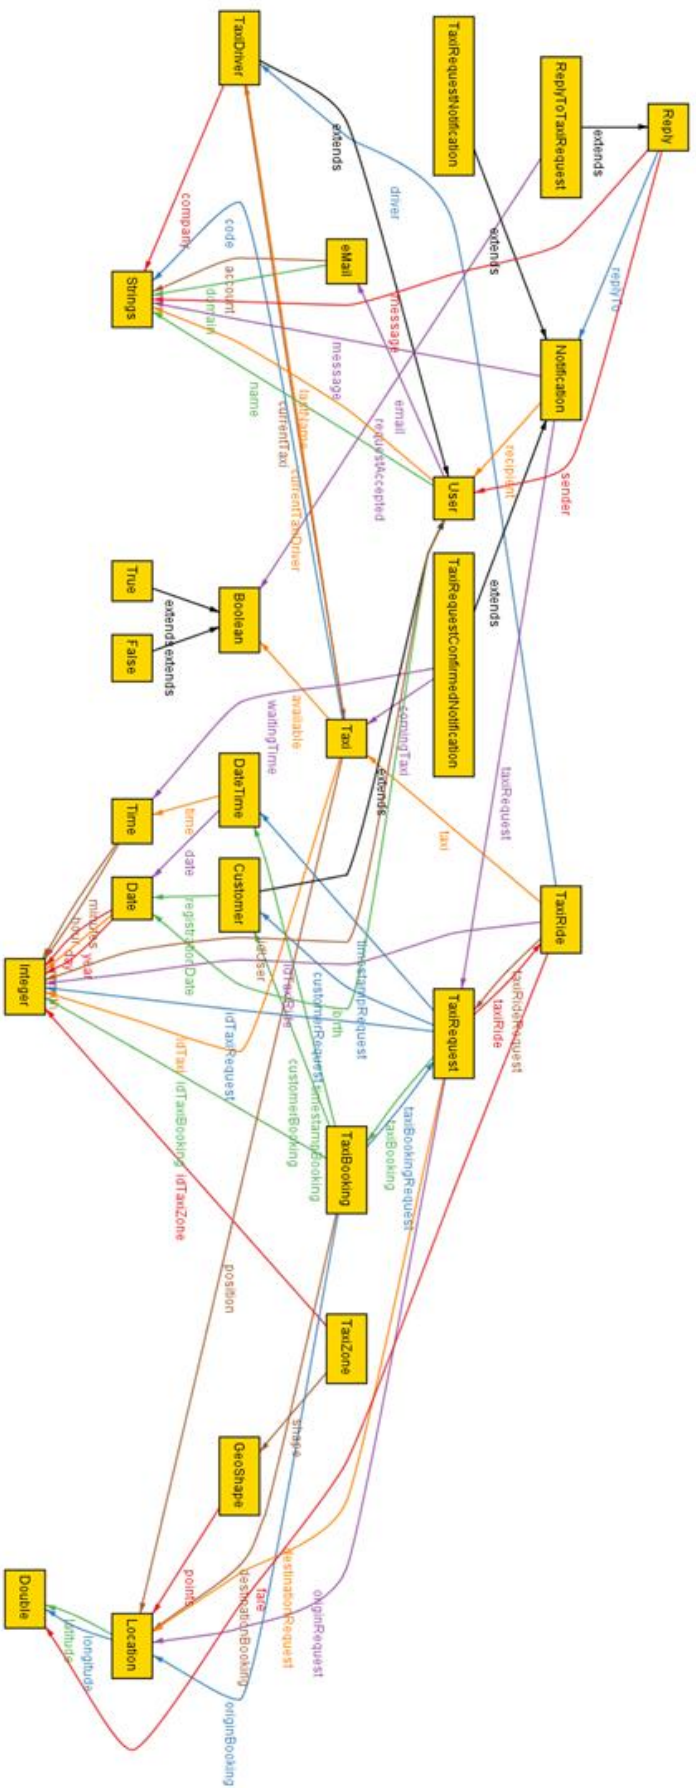 Reply
ReplyToTaxiRequest
TaxiRequestNotification
TaxiDriver
extends
extends
extends
driver
replyTo
eMail
Strings
company
code
account
domain
message
message
Notification
User
sender
recipient
email
requestAccepted
name
currentTaxi
currentTaxiDriver
TaxiRequestConfirmedNotification
extends
True
False
Boolean
extends
extends
available
Taxi
comingTaxi
extends
waitingTime
taxiRequest
taxi
DateTime
Time
time
date
Customer
Date
registrationDate
minutes
year
hour
day
Integer
TaxiRide
taxiRideRequest
taxiRide
TaxiRequest
timestampRequest
customerRequest
idTaxiRide
idUser
birth
idTaxiRequest
idTaxi
idTaxiBooking
idTaxiZone
timestampBooking
customerBooking
taxiBookingRequest
taxiBooking
TaxiBooking
position
TaxiZone
shape
GeoShape
points
originRequest
destinationRequest
fare
destinationBooking
originBooking
Location
longitude
latitude
Double